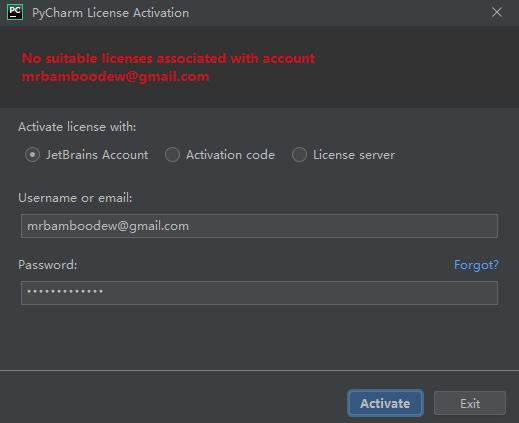 PC PyCharm License Activation
No suitable licenses associated with account
mrbamboodew@gmail.com
Activate license with:
JetBrains Account Activation code License server
Username or email:
mrbamboodew@gmail.com
Password: Forgot?
•••••••••••••
Activate Exit